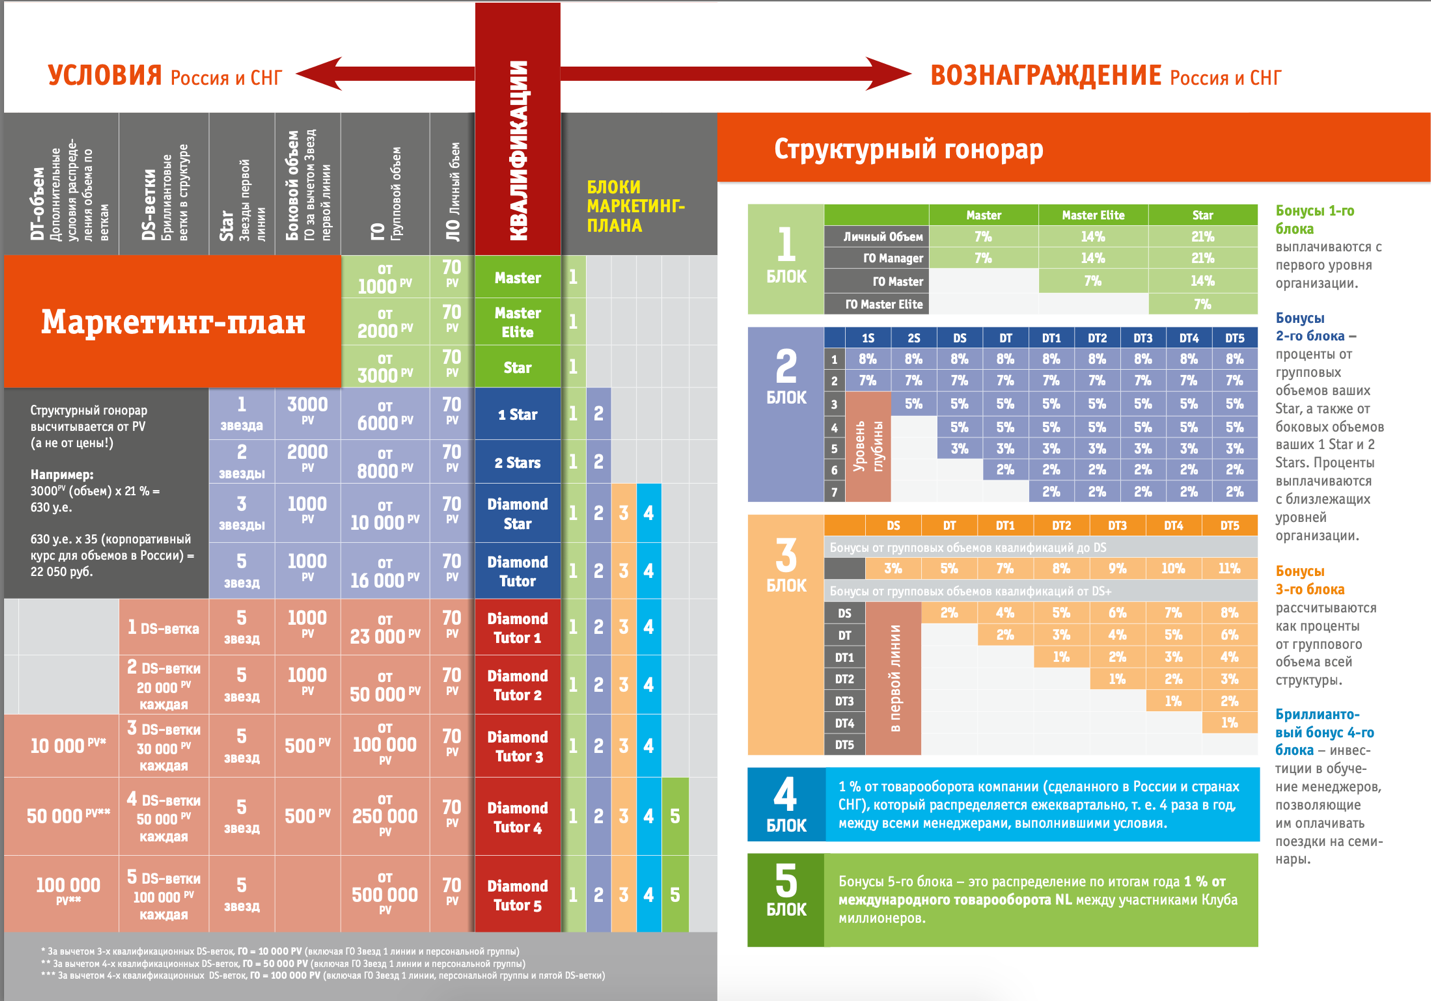 УСЛОВИЯ Россия и СНГ
КВАЛИФИКАЦИИ
ВОЗНАГРАЖДЕНИЕ Россия и СНГ
DT-объем
Дополнительные
условия распреде-
ления объема по
веткам
DS-ветки
Бриллиантовые
ветки в структуре
Star
Звезды первой
линии
Боковой объем
ГО за вычетом Звезд
первой линии
ГО
Групповой объем
ЛО Личный бъем
БЛОКИ
МАРКЕТИНГ-
ПЛАНА
Маркетинг-план
от 1000 PV 70 PV Master 1
от 2000 PV 70 PV Master Elite 1
от 3000 PV 70 PV Star 1
Структурный гонорар
высчитывается от PV
(а не от цены!)
Например:
3000PV (объем) x 21 % =
630 у.е.
630 у.е. x 35 (корпоративный
курс для объемов в России) =
22 050 руб.
1 звезда 3000 PV от 6000 PV 70 PV 1 Star 1 2
2 звезды 2000 PV от 8000 PV 70 PV 2 Stars 1 2
3 звезды 1000 PV от 10 000 PV 70 PV Diamond Star 1 2 3 4
5 звезд 1000 PV от 16 000 PV 70 PV Diamond Tutor 1 2 3 4
1 DS-ветка 5 звезд 1000 PV от 23 000 PV 70 PV Diamond Tutor 1 1 2 3 4
2 DS-ветки 20 000 PV каждая 5 звезд 1000 PV от 50 000 PV 70 PV Diamond Tutor 2 1 2 3 4
10 000 PV* 3 DS-ветки 30 000 PV каждая 5 звезд 500 PV от 100 000 PV 70 PV Diamond Tutor 3 1 2 3 4
50 000 PV** 4 DS-ветки 50 000 PV каждая 5 звезд 500 PV от 250 000 PV 70 PV Diamond Tutor 4 1 2 3 4 5
100 000 PV** 5 DS-ветки 100 000 PV каждая 5 звезд от 500 000 PV 70 PV Diamond Tutor 5 1 2 3 4 5
* За вычетом 3-х квалификационных DS-веток, ГО = 10 000 PV (включая ГО Звезд 1 линии и персональной группы)
** За вычетом 4-х квалификационных DS-веток, ГО = 50 000 PV (включая ГО Звезд 1 линии и персональной группы)
*** За вычетом 4-х квалификационных DS-веток, ГО = 100 000 PV (включая ГО Звезд 1 линии, персональной группы и пятой DS-ветки)
Структурный гонорар
1 БЛОК
Master Master Elite Star
Личный Объем 7% 14% 21%
ГО Manager 7% 14% 21%
ГО Master 7% 14%
ГО Master Elite 7%
2 БЛОК
1S 2S DS DT DT1 DT2 DT3 DT4 DT5
1 8% 8% 8% 8% 8% 8% 8% 8% 8%
2 7% 7% 7% 7% 7% 7% 7% 7% 7%
3 5% 5% 5% 5% 5% 5% 5% 5%
4 5% 5% 5% 5% 5% 5% 5%
5 3% 3% 3% 3% 3% 3% 3%
6 2% 2% 2% 2% 2% 2%
7 2% 2% 2% 2% 2%
Уровень
глубины
3 БЛОК
DS DT DT1 DT2 DT3 DT4 DT5
Бонусы от групповых объемов квалификаций до DS
3% 5% 7% 8% 9% 10% 11%
Бонусы от групповых объемов квалификаций от DS+
DS 2% 4% 5% 6% 7% 8%
DT 2% 3% 4% 5% 6%
DT1 1% 2% 3% 4%
DT2 1% 2% 3%
DT3 1% 2%
DT4 1%
DT5
в первой линии
4 БЛОК
1 % от товарооборота компании (сделанного в России и странах
СНГ), который распределяется ежеквартально, т. е. 4 раза в год,
между всеми менеджерами, выполнившими условия.
5 БЛОК
Бонусы 5-го блока – это распределение по итогам года 1 % от
международного товарооборота NL между участниками Клуба
миллионеров.
Бонусы 1-го
блока
выплачиваются с
первого уровня
организации.
Бонусы
2-го блока –
проценты от
групповых
объемов ваших
Star, а также от
боковых объемов
ваших 1 Star и 2
Stars. Проценты
выплачиваются
с близлежащих
уровней
организации.
Бонусы
3-го блока
рассчитываются
как проценты
от группового
объема всей
структуры.
Бриллианто-
вый бонус 4-го
блока – инвес-
тиции в обуче-
ние менеджеров,
позволяющие
им оплачивать
поездки на семи-
нары.